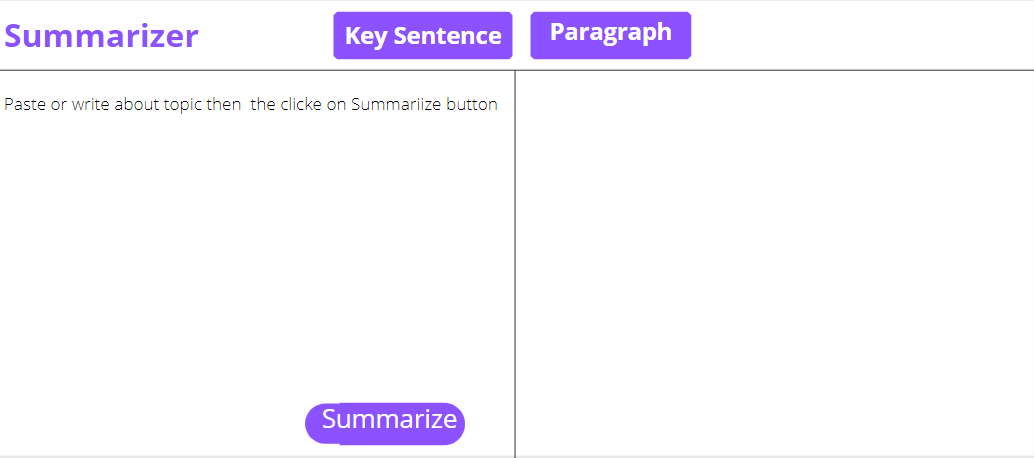 Summarizer
Key Sentence
Paragraph
Paste or write about topic then  the clicke on Summariize button
Summarize